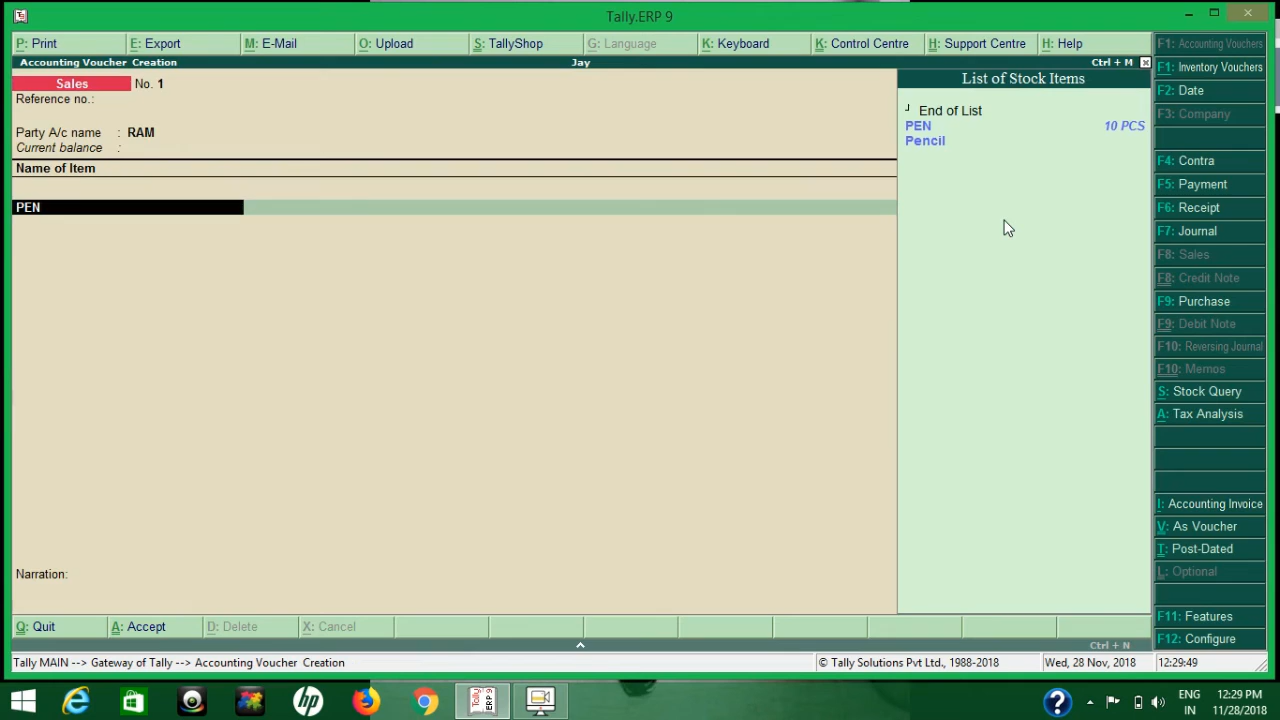 Tally.ERP 9
P: Print E: Export M: E-Mail O: Upload S: TallyShop G: Language K: Keyboard K: Control Centre H: Support Centre H: Help
Accounting Voucher Creation Jay Ctrl + M
Sales No. 1
Reference no.:
Party A/c name : RAM
Current balance :
Name of Item
PEN
Narration:
List of Stock Items
End of List
PEN 10 PCS
Pencil
F1: Accounting Vouchers
F1: Inventory Vouchers
F2: Date
F3: Company
F4: Contra
F5: Payment
F6: Receipt
F7: Journal
F8: Sales
F8: Credit Note
F9: Purchase
F9: Debit Note
F10: Reversing Journal
F10: Memos
S: Stock Query
A: Tax Analysis
I: Accounting Invoice
V: As Voucher
T: Post-Dated
L: Optional
F11: Features
F12: Configure
Q: Quit A: Accept D: Delete X: Cancel
Ctrl + N
Tally MAIN --> Gateway of Tally --> Accounting Voucher Creation © Tally Solutions Pvt Ltd., 1988-2018 Wed, 28 Nov, 2018 12:29:49
hp
Tally
ERP 9
ENG 12:29 PM
IN 11/28/2018